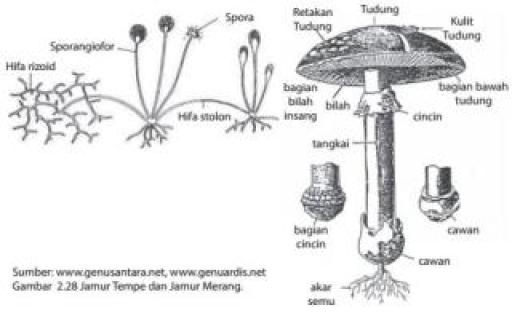 Spora
Sporangiofor
Hifa rizoid
Hifa stolon
Retakan
Tudung
Tudung
Kulit
Tudung
bagian
bilah
insang
bilah
cincin
bagian bawah
tudung
tangkai
bagian
cincin
cawan
cawan
akar
semu
Sumber: www.genusantara.net, www.genuardis.net
Gambar 2.28 Jamur Tempe dan Jamur Merang.